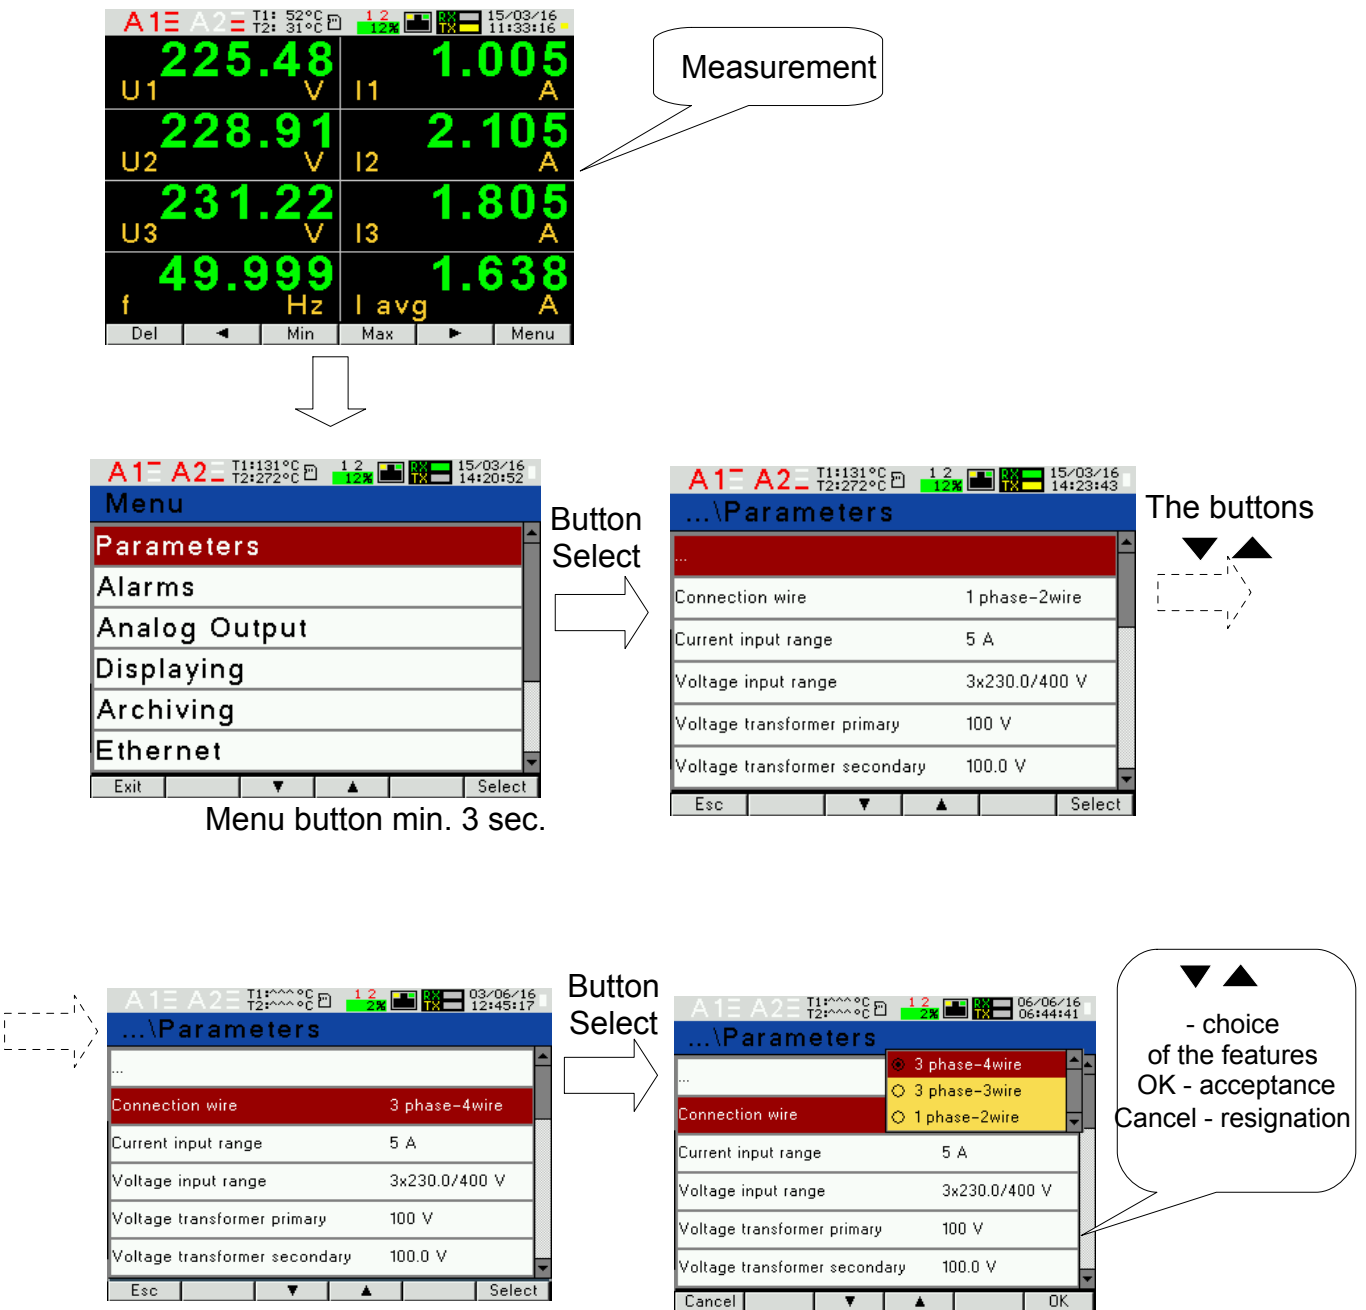 A1 A2 T1: 52°C 1 2 RX 15/03/16
T2: 31°C 12% TX 11:33:16
225.48 1.005
U1 V I1 A
228.91 2.105
U2 V I2 A
231.22 1.805
U3 V I3 A
49.999 1.638
f Hz I avg A
Del ◄ Min Max ► Menu
Measurement
A1 A2 T1:131°C 1 2 RX 15/03/16
T2:272°C 12% TX 14:20:52
Menu
Parameters
Alarms
Analog Output
Displaying
Archiving
Ethernet
Exit ▼ ▲ Select
Menu button min. 3 sec.
Button
Select
A1 A2 T1:131°C 1 2 RX 15/03/16
T2:272°C 12% TX 14:23:43
...\Parameters
...
Connection wire 1 phase-2wire
Current input range 5 A
Voltage input range 3x230.0/400 V
Voltage transformer primary 100 V
Voltage transformer secondary 100.0 V
Esc ▼ ▲ Select
The buttons
▼ ▲
A1 A2 T1:^^^°C 1 2 RX 03/06/16
T2:^^^°C 2% TX 12:45:17
...\Parameters
...
Connection wire 3 phase-4wire
Current input range 5 A
Voltage input range 3x230.0/400 V
Voltage transformer primary 100 V
Voltage transformer secondary 100.0 V
Esc ▼ ▲ Select
Button
Select
A1 A2 T1:^^^°C 1 2 RX 06/06/16
T2:^^^°C 2% TX 06:44:41
...\Parameters
...
3 phase-4wire
3 phase-3wire
1 phase-2wire
Connection wire
Current input range 5 A
Voltage input range 3x230.0/400 V
Voltage transformer primary 100 V
Voltage transformer secondary 100.0 V
Cancel ▼ ▲ OK
▼ ▲
- choice
of the features
OK - acceptance
Cancel - resignation